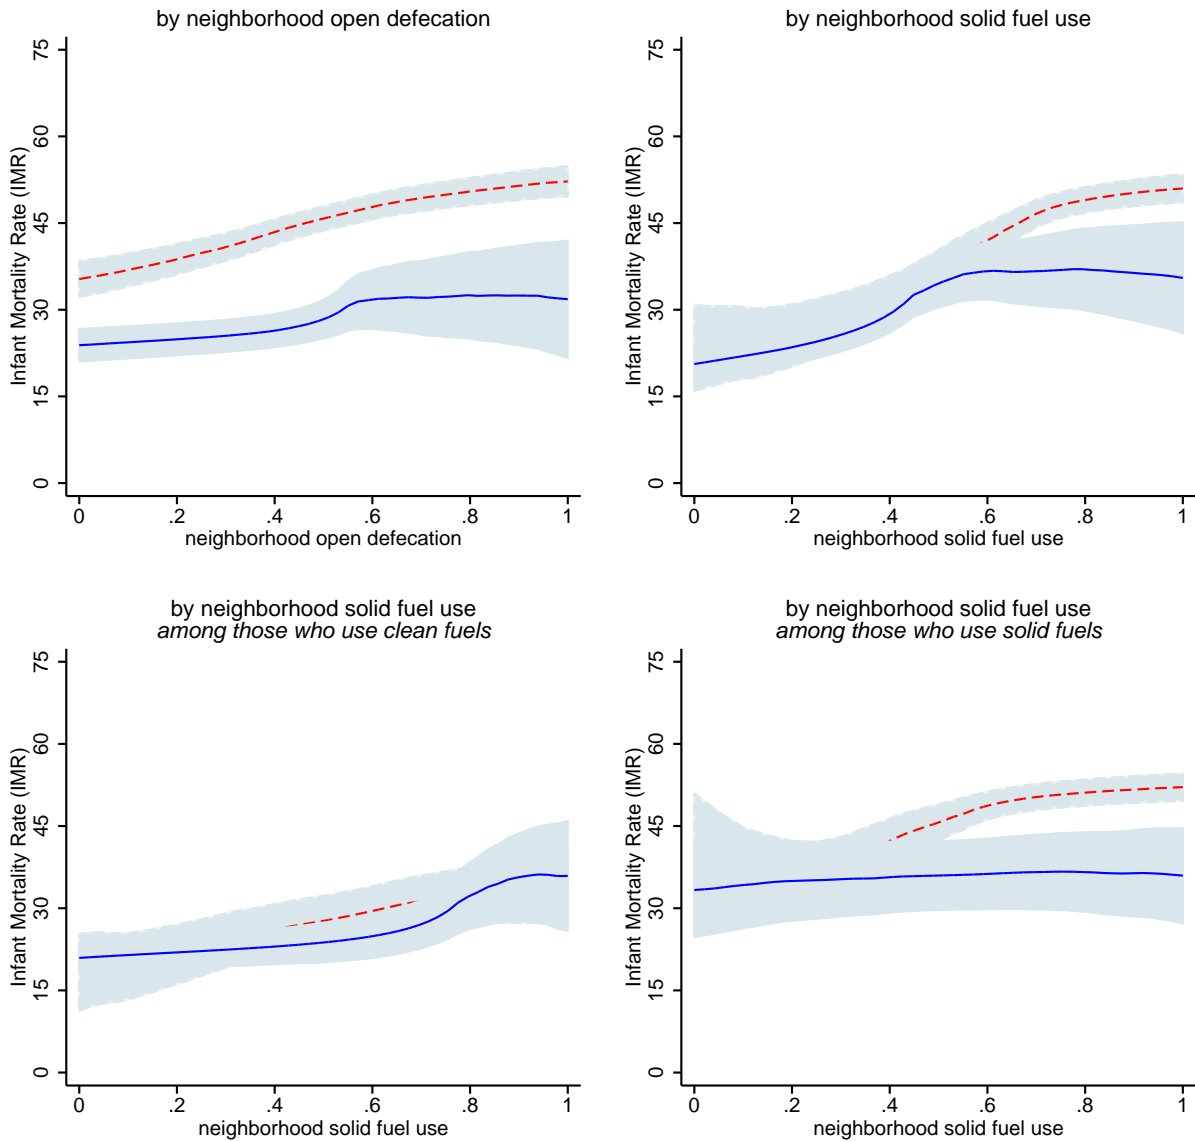 by neighborhood open defecation
Infant Mortality Rate (IMR)
75
60
45
30
15
0
0 .2 .4 .6 .8 1
neighborhood open defecation
by neighborhood solid fuel use
Infant Mortality Rate (IMR)
75
60
45
30
15
0
0 .2 .4 .6 .8 1
neighborhood solid fuel use
by neighborhood solid fuel use
among those who use clean fuels
Infant Mortality Rate (IMR)
75
60
45
30
15
0
0 .2 .4 .6 .8 1
neighborhood solid fuel use
by neighborhood solid fuel use
among those who use solid fuels
Infant Mortality Rate (IMR)
75
60
45
30
15
0
0 .2 .4 .6 .8 1
neighborhood solid fuel use